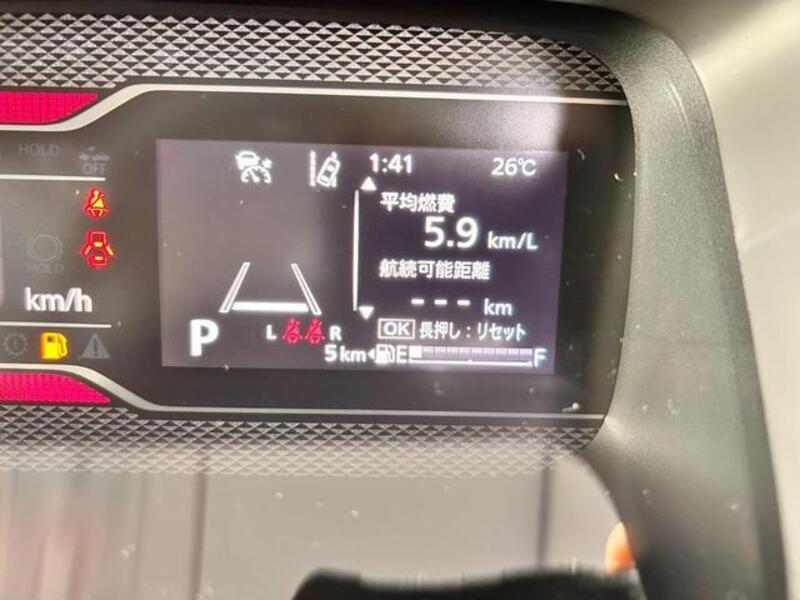 HOLD
OFF
HOLD
km/h
1:41 26℃
平均燃費
5.9 km/L
航続可能距離
--- km
OK 長押し:リセット
P
L R
5km E F